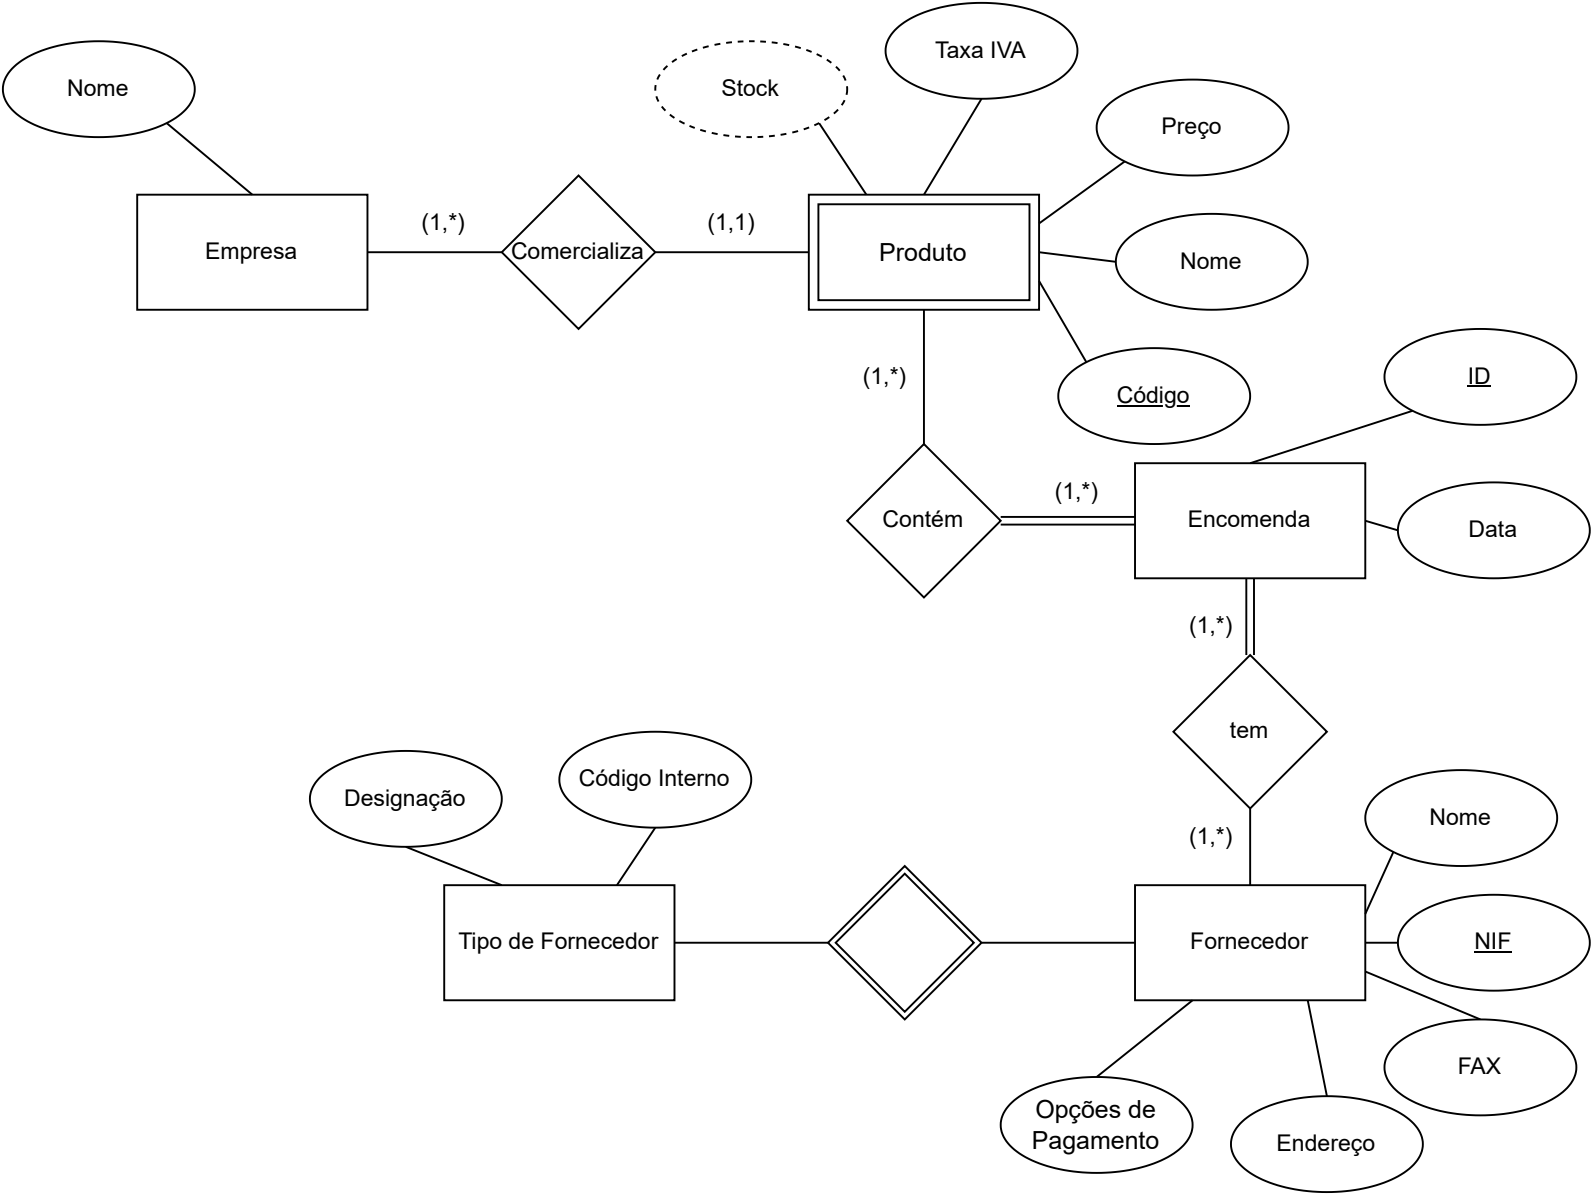 Taxa IVA
Nome
Stock
Preço
(1,*)
(1,1)
Empresa
Comercializa
Produto
Nome
(1,*)
ID
Código
(1,*)
Contém
Encomenda
Data
(1,*)
tem
Código Interno
Designação
Nome
(1,*)
Tipo de Fornecedor
Fornecedor
NIF
FAX
Opções de
Pagamento
Endereço